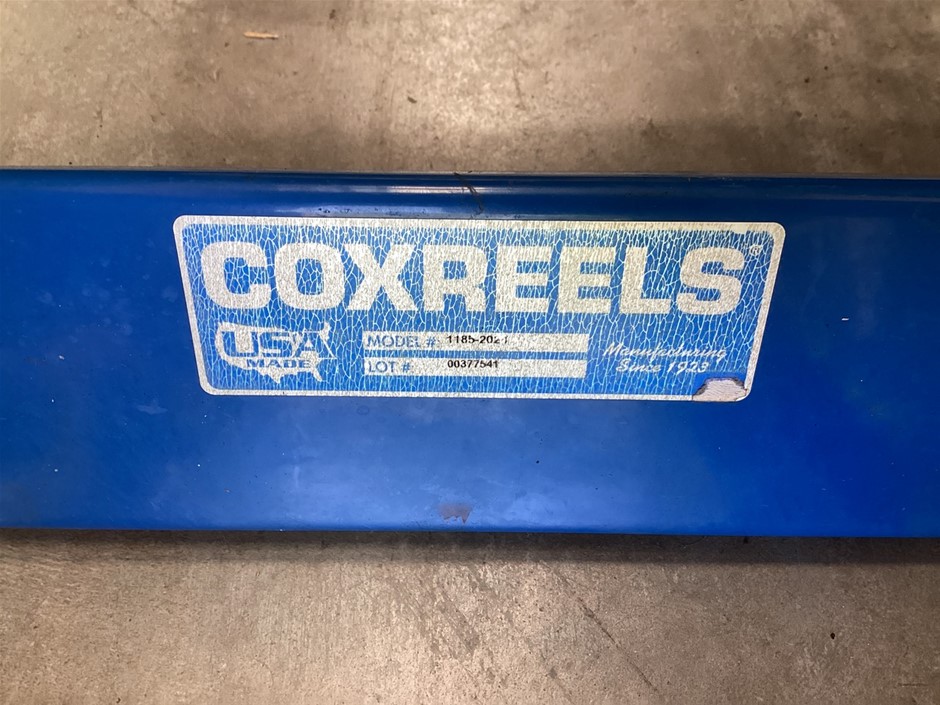 COXREELS®
USA
MADE
MODEL #
LOT # 00377541
Manufacturing
Since 1923